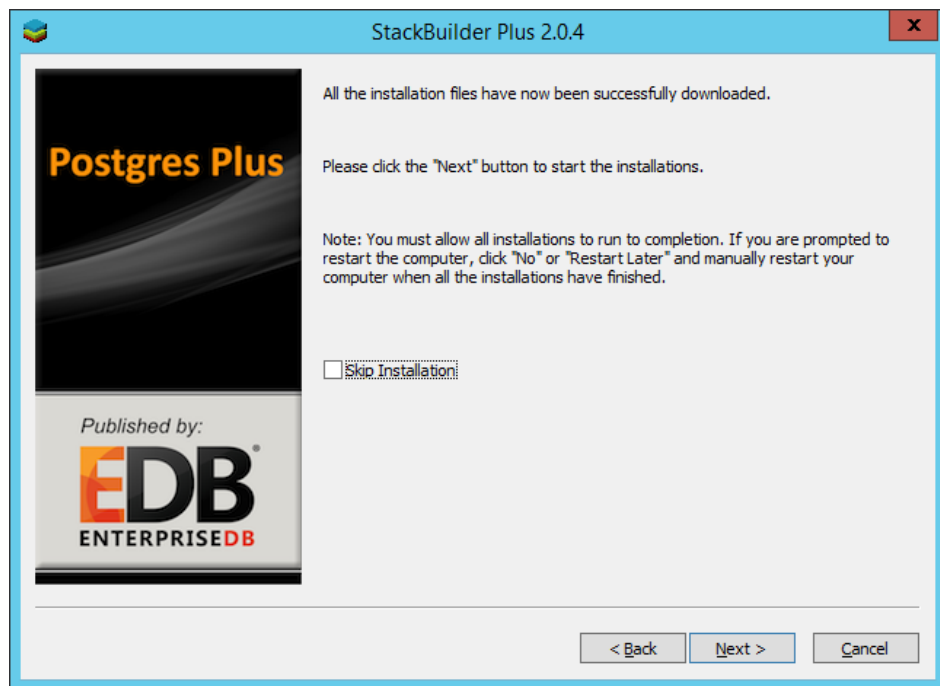 StackBuilder Plus 2.0.4
x
Postgres Plus
All the installation files have now been successfully downloaded.
Please click the "Next" button to start the installations.
Note: You must allow all installations to run to completion. If you are prompted to
restart the computer, click "No" or "Restart Later" and manually restart your
computer when all the installations have finished.
Skip Installation
Published by:
EDB®
ENTERPRISEDB
< Back
Next >
Cancel